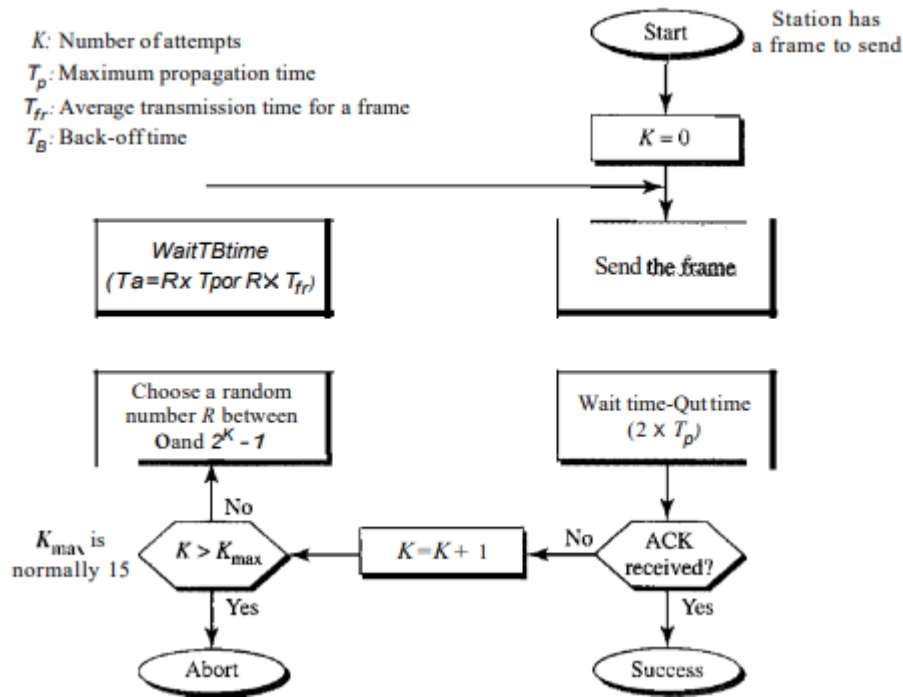 K: Number of attempts
Tp: Maximum propagation time
Tfr: Average transmission time for a frame
TB: Back-off time
Start
Station has
a frame to send
K = 0
WaitTBtime
(Ta=Rx Tpor RX Tfr)
Send the frame
Choose a random
number R between
0and 2^K - 1
Wait time-Qut time
(2 X Tp)
No
Kmax is
normally 15
K > Kmax
K=K+ 1
No
ACK
received?
Yes
Yes
Abort
Success